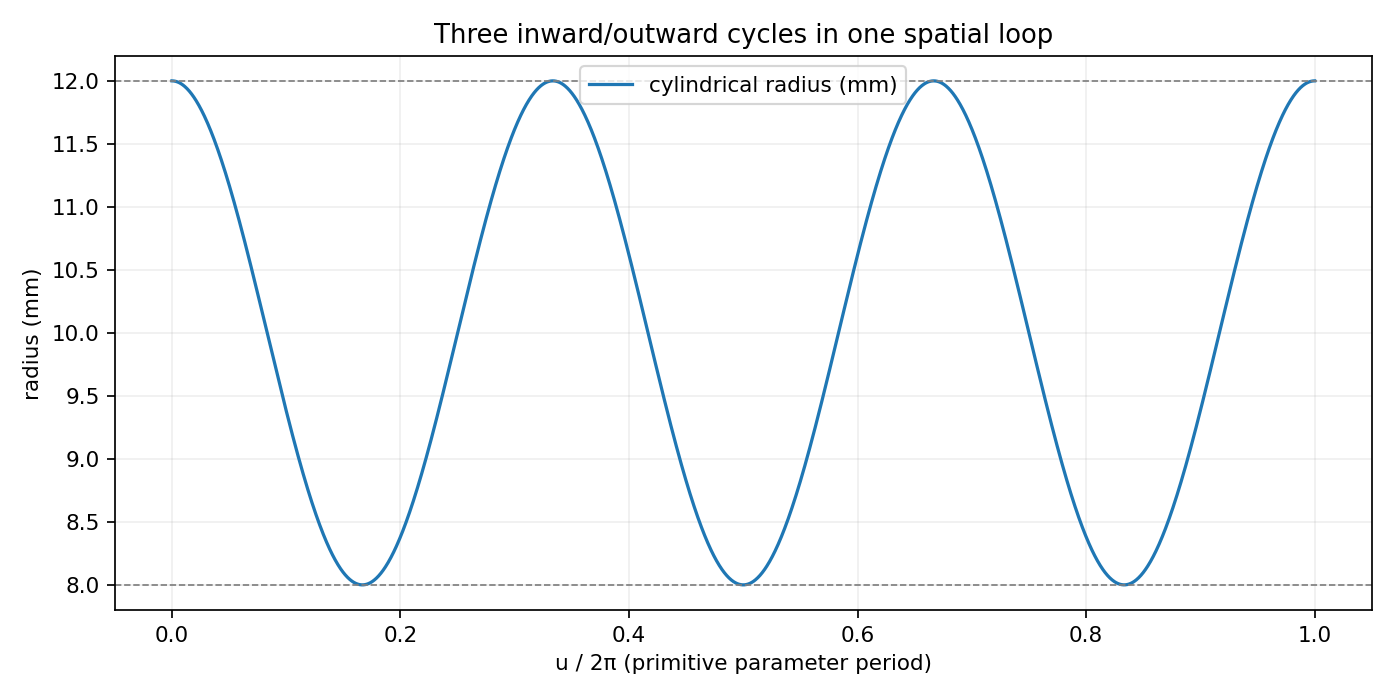 Three inward/outward cycles in one spatial loop
cylindrical radius (mm)
radius (mm)
12.0
11.5
11.0
10.5
10.0
9.5
9.0
8.5
8.0
0.0 0.2 0.4 0.6 0.8 1.0
u / 2π (primitive parameter period)